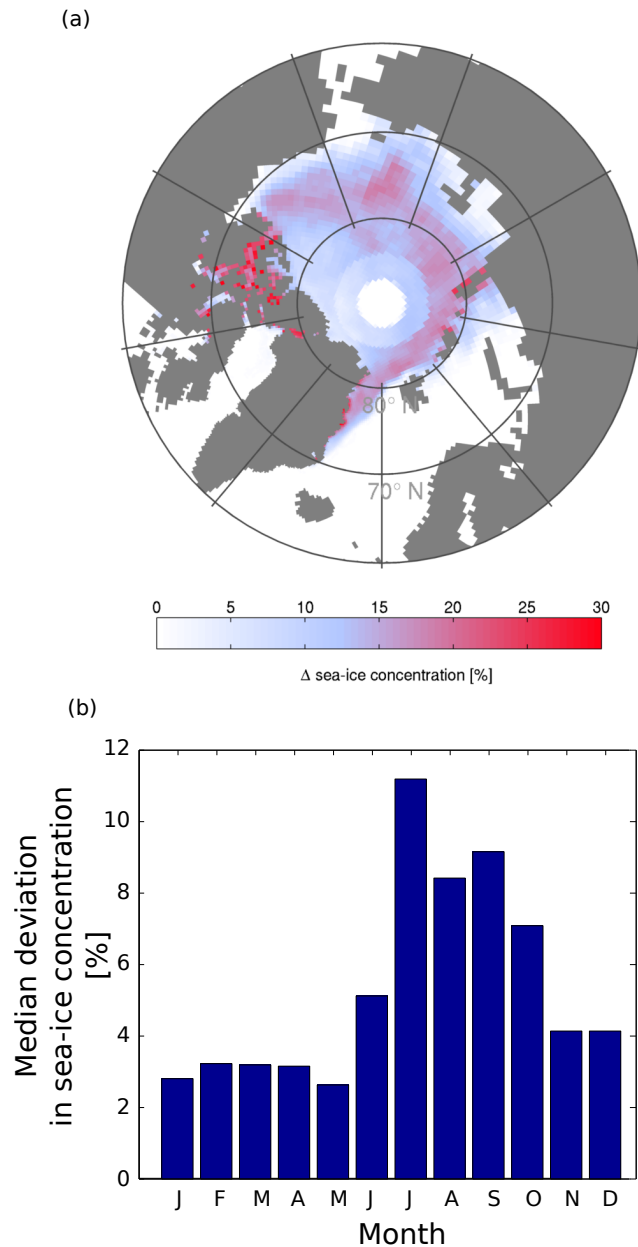 (a)
80° N
70° N
0 5 10 15 20 25 30
Δ sea-ice concentration [%]
(b)
12
10
8
6
4
2
0
Median deviation
in sea-ice concentration
[%]
J F M A M J J A S O N D
Month